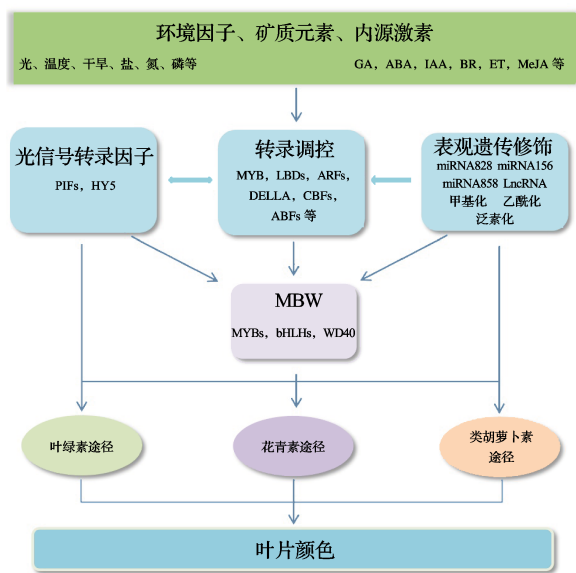 环境因子、矿质元素、内源激素
光、温度、干旱、盐、氮、磷等
GA，ABA，IAA，BR，ET，MeJA 等
光信号转录因子
PIFs，HY5
转录调控
MYB，LBDs，ARFs，
DELLA，CBFs，
ABFs 等
表观遗传修饰
miRNA828 miRNA156
miRNA858 LncRNA
甲基化 乙酰化
泛素化
MBW
MYBs，bHLHs，WD40
叶绿素途径
花青素途径
类胡萝卜素
途径
叶片颜色